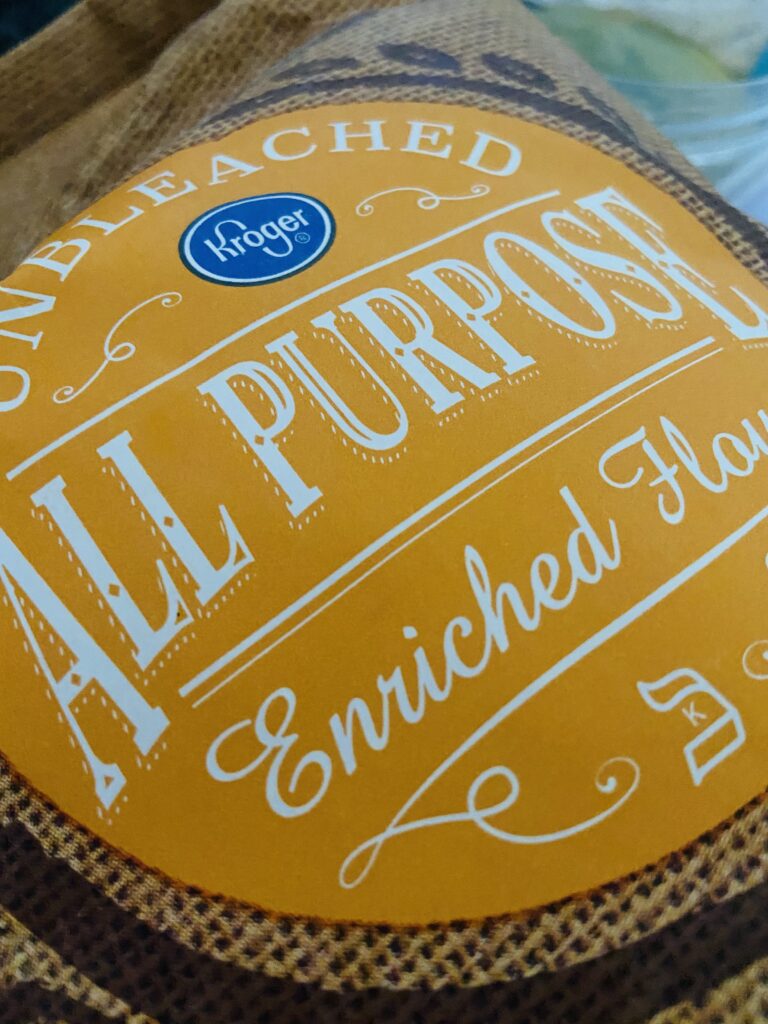 UNBLEACHED
Kroger
ALL PURPOSE
Enriched Flou
K